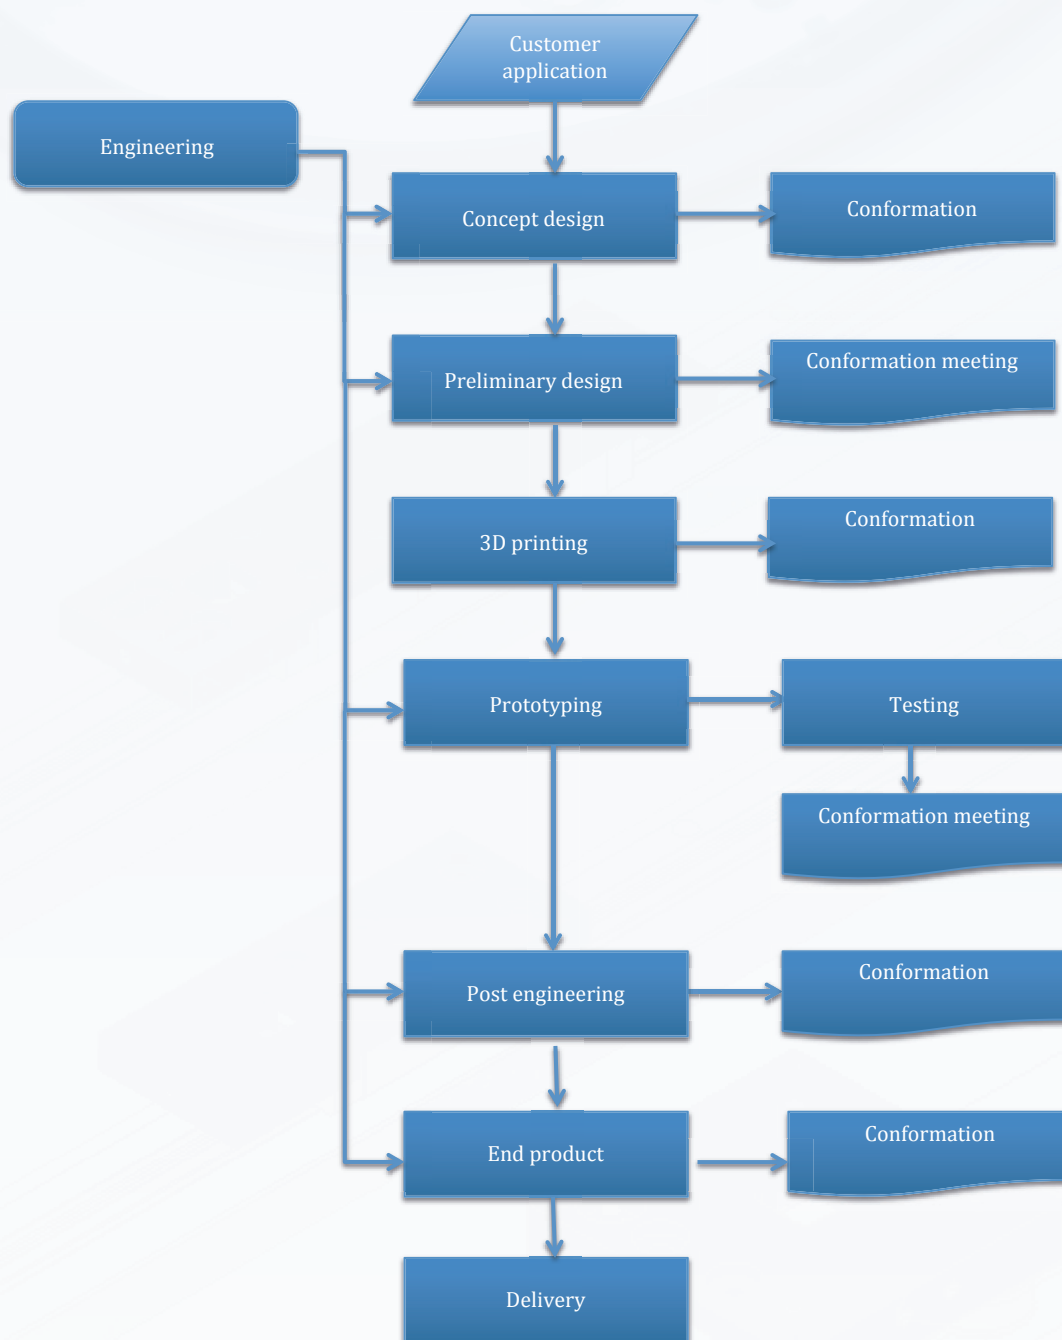 Customer
application
Engineering
Concept design
Conformation
Preliminary design
Conformation meeting
3D printing
Conformation
Prototyping
Testing
Conformation meeting
Post engineering
Conformation
End product
Conformation
Delivery